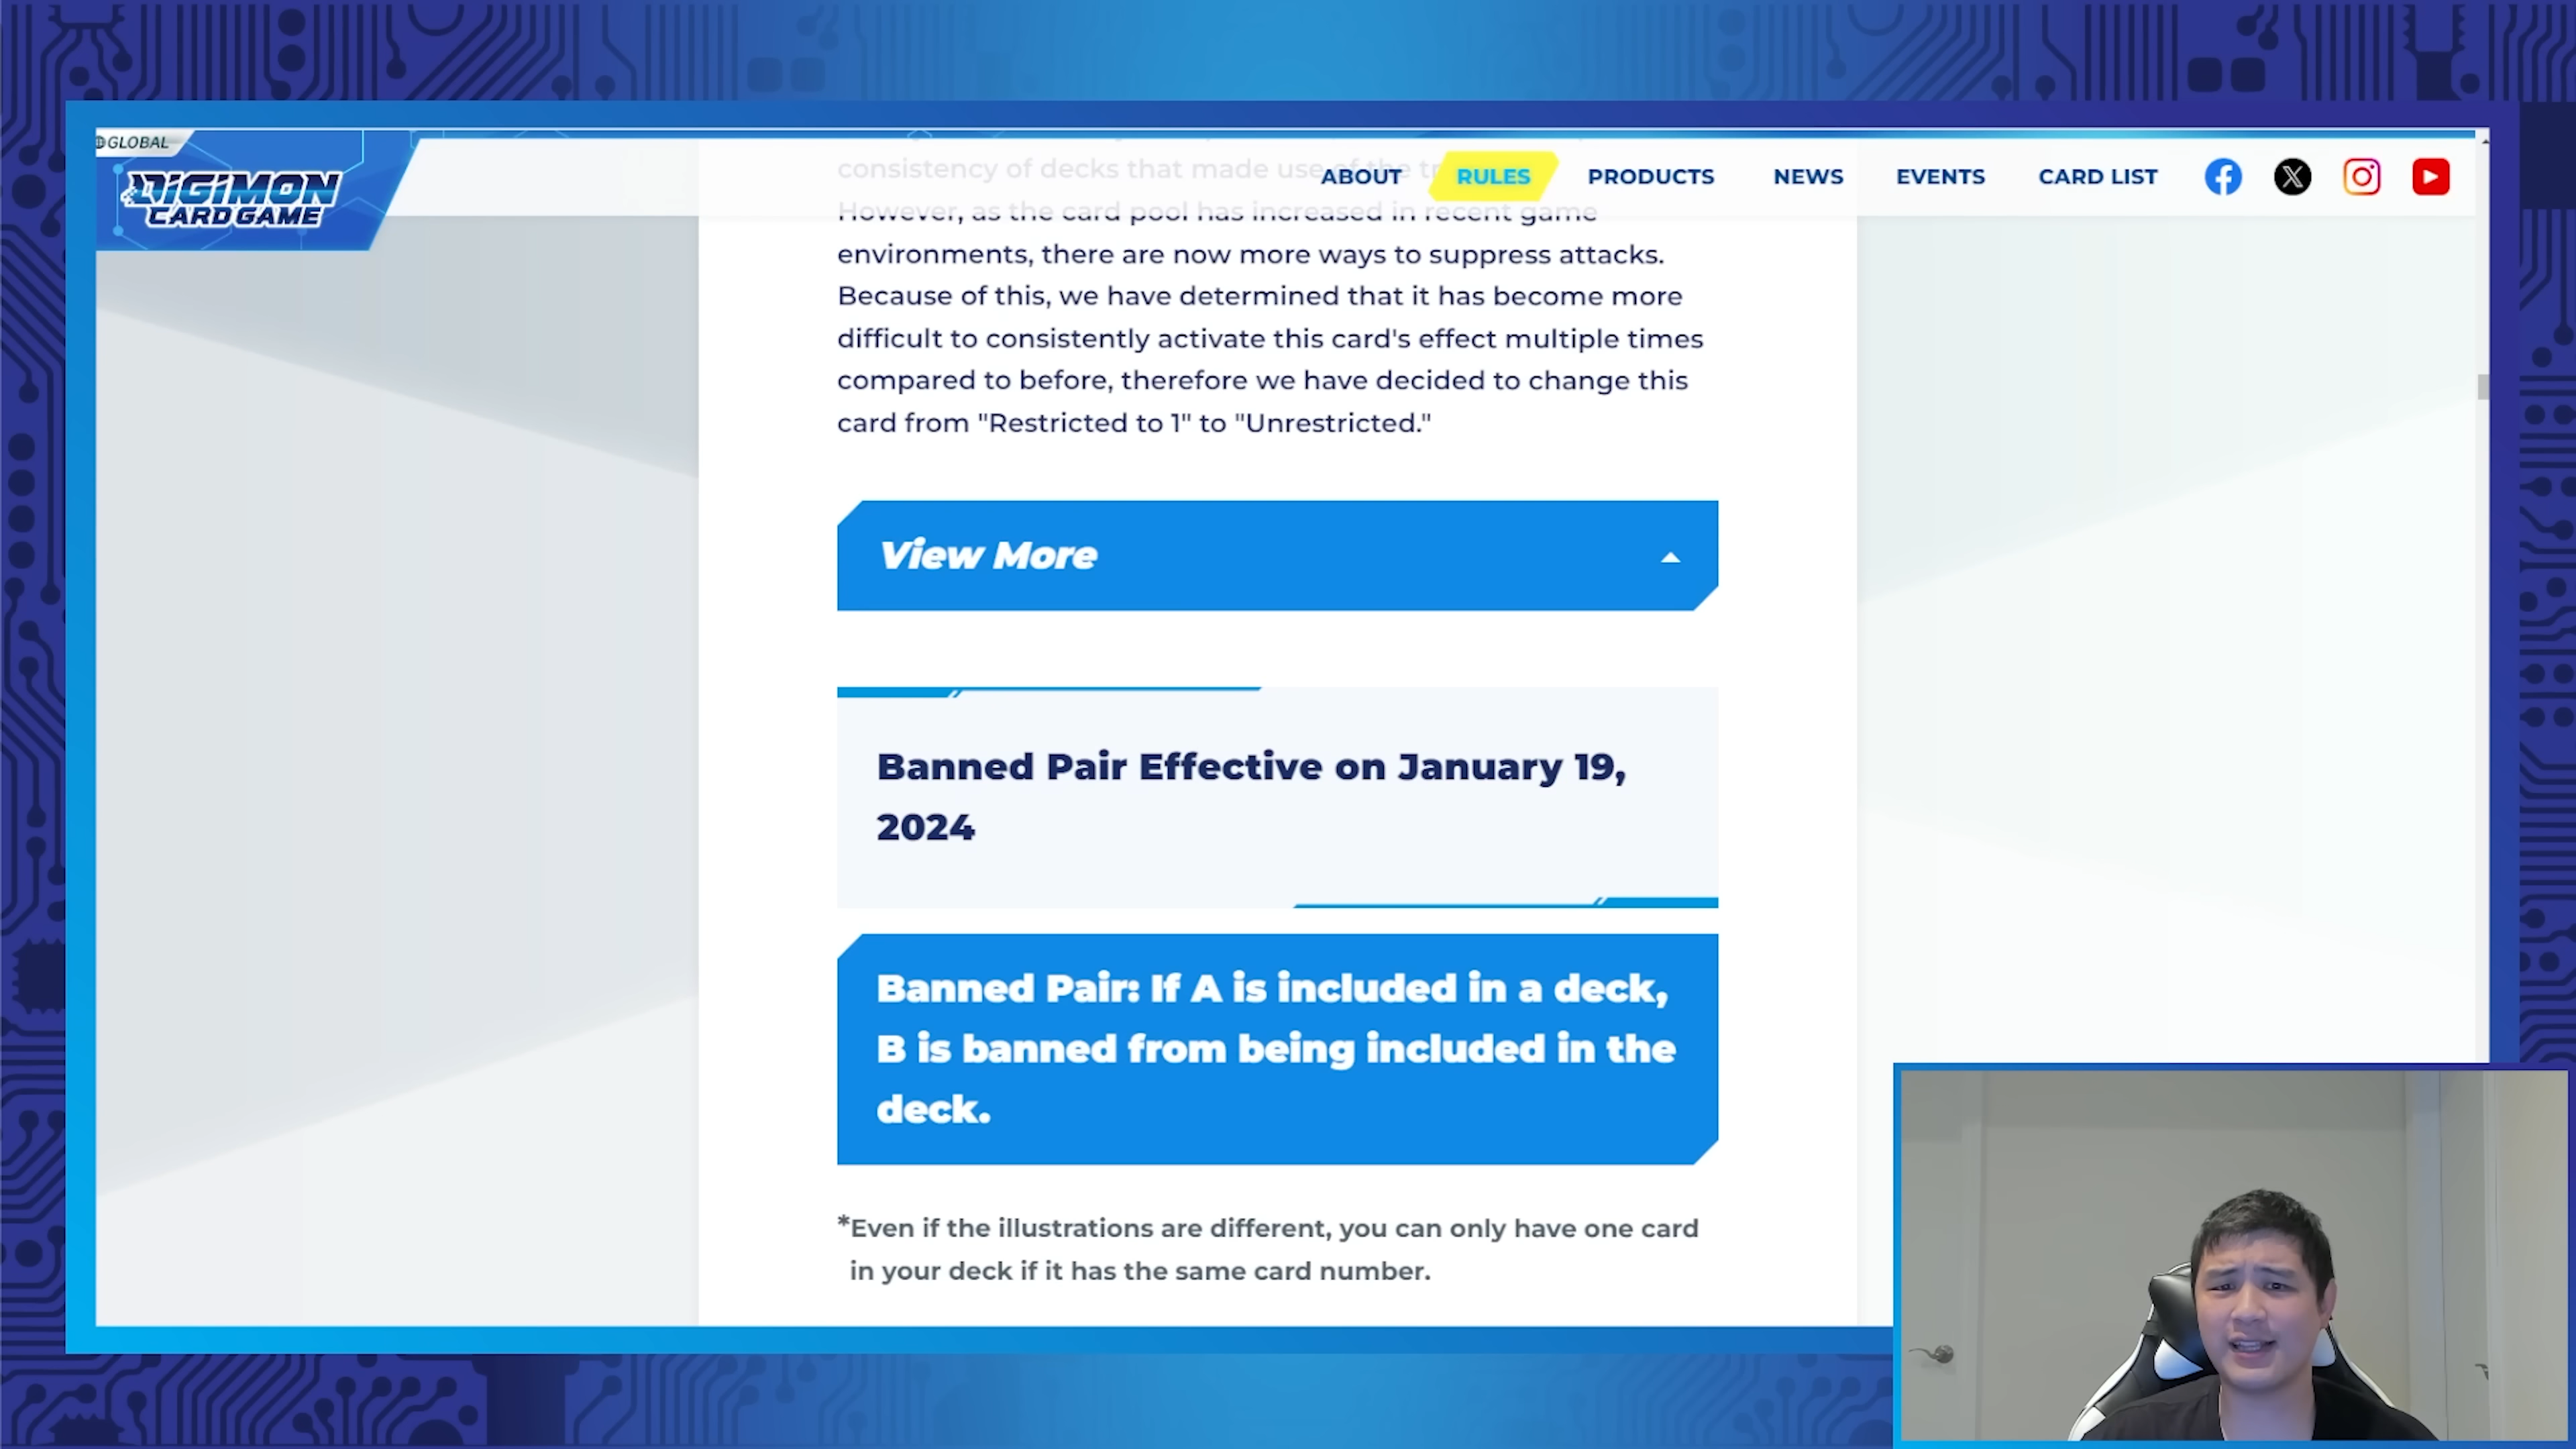 GLOBAL
DIGIMON
CARD GAME
ABOUT
RULES
PRODUCTS
NEWS
EVENTS
CARD LIST
consistency of decks that made use of the
However, as the card pool has increased in recent game
environments, there are now more ways to suppress attacks.
Because of this, we have determined that it has become more
difficult to consistently activate this card's effect multiple times
compared to before, therefore we have decided to change this
card from "Restricted to 1" to "Unrestricted."
View More
Banned Pair Effective on January 19,
2024
Banned Pair: If A is included in a deck,
B is banned from being included in the
deck.
*Even if the illustrations are different, you can only have one card
in your deck if it has the same card number.